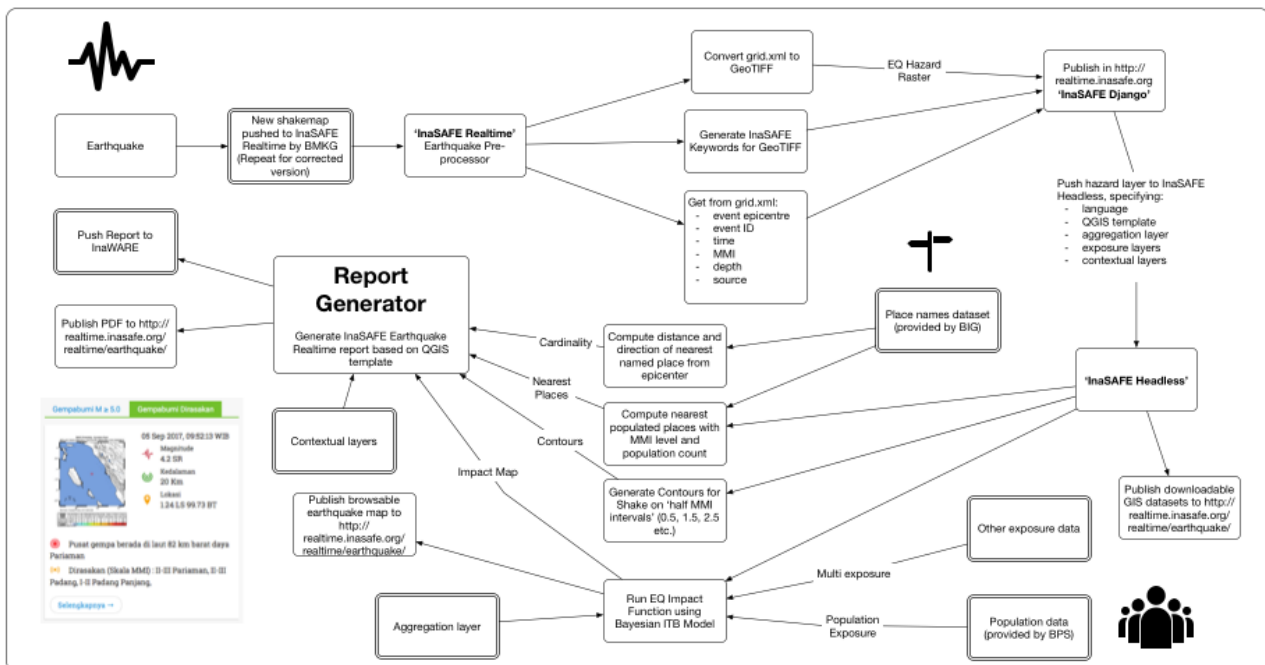 Earthquake
New shakemap
pushed to InaSAFE
Realtime by BMKG
(Repeat for corrected
version)
'InaSAFE Realtime'
Earthquake Pre-
processor
Convert grid.xml to
GeoTIFF
EQ Hazard
Raster
Publish in http://
realtime.inasafe.org
'InaSAFE Django'
Generate InaSAFE
Keywords for GeoTIFF
Get from grid.xml:
- event epicentre
- event ID
- time
- MMI
- depth
- source
Push hazard layer to InaSAFE
Headless, specifying:
- language
- QGIS template
- aggregation layer
- exposure layers
- contextual layers
Push Report to
InaWARE
Report
Generator
Generate InaSAFE Earthquake
Realtime report based on QGIS
template
Publish PDF to http://
realtime.inasafe.org/
realtime/earthquake/
Cardinality
Compute distance and
direction of nearest
named place from
epicenter
Place names dataset
(provided by BIG)
'InaSAFE Headless'
Nearest
Places
Compute nearest
populated places with
MMI level and
population count
Contextual layers
Contours
Impact Map
Generate Contours for
Shake on 'half MMI
intervals' (0.5, 1.5, 2.5
etc.)
Publish downloadable
GIS datasets to http://
realtime.inasafe.org/
realtime/earthquake/
Publish browsable
earthquake map to
http://
realtime.inasafe.org/
realtime/earthquake/
Other exposure data
Multi exposure
Run EQ Impact
Function using
Bayesian ITB Model
Aggregation layer
Population
Exposure
Population data
(provided by BPS)
Gempabumi M ≥ 5.0
Gempabumi Dirasakan
05 Sep 2017, 09:52:13 WIB
Magnitude
4.2 SR
Kedalaman
20 Km
Lokasi
1.24 LS 99.73 BT
Pusat gempa berada di laut 82 km barat daya
Pariaman
Dirasakan (Skala MMI) : II-III Pariaman, II-III
Padang, I-II Padang Panjang,
Selengkapnya →